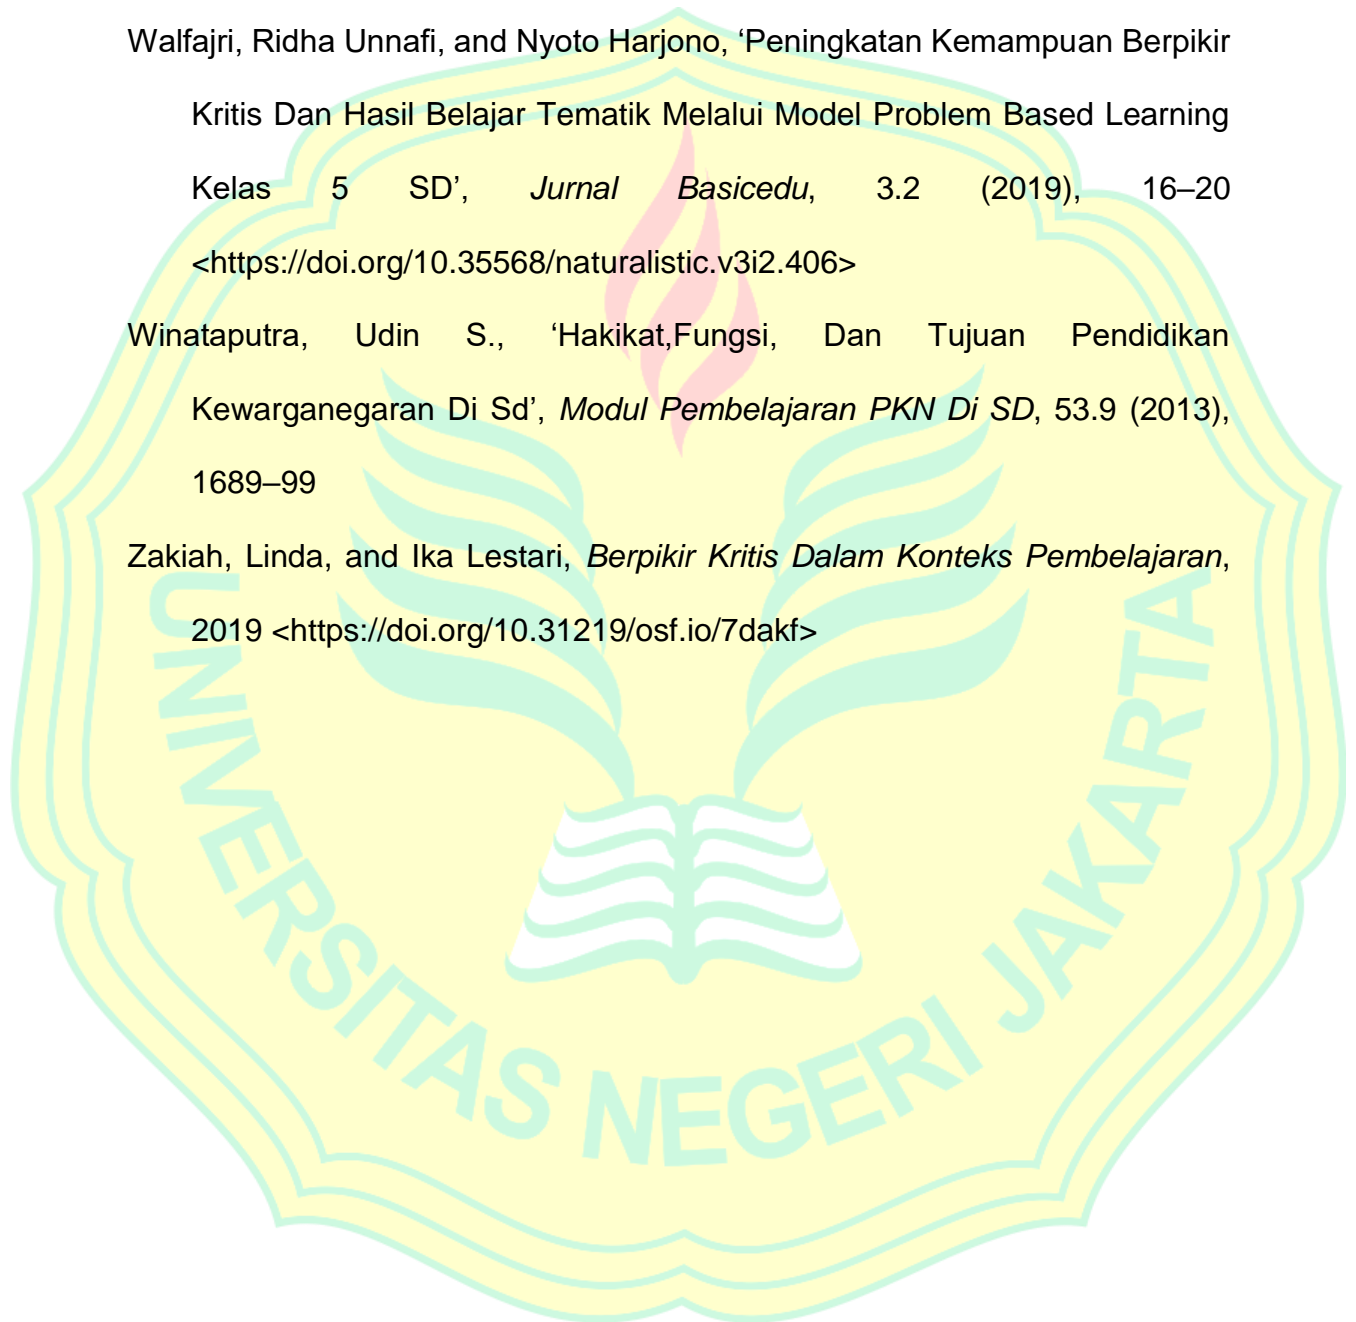 Walfajri, Ridha Unnafi, and Nyoto Harjono, ‘Peningkatan Kemampuan Berpikir
Kritis Dan Hasil Belajar Tematik Melalui Model Problem Based Learning
Kelas 5 SD’, Jurnal Basicedu, 3.2 (2019), 16–20
<https://doi.org/10.35568/naturalistic.v3i2.406>
Winataputra, Udin S., ‘Hakikat,Fungsi, Dan Tujuan Pendidikan
Kewarganegaran Di Sd’, Modul Pembelajaran PKN Di SD, 53.9 (2013),
1689–99
Zakiah, Linda, and Ika Lestari, Berpikir Kritis Dalam Konteks Pembelajaran,
2019 <https://doi.org/10.31219/osf.io/7dakf>
UNIVERSITAS NEGERI JAKARTA